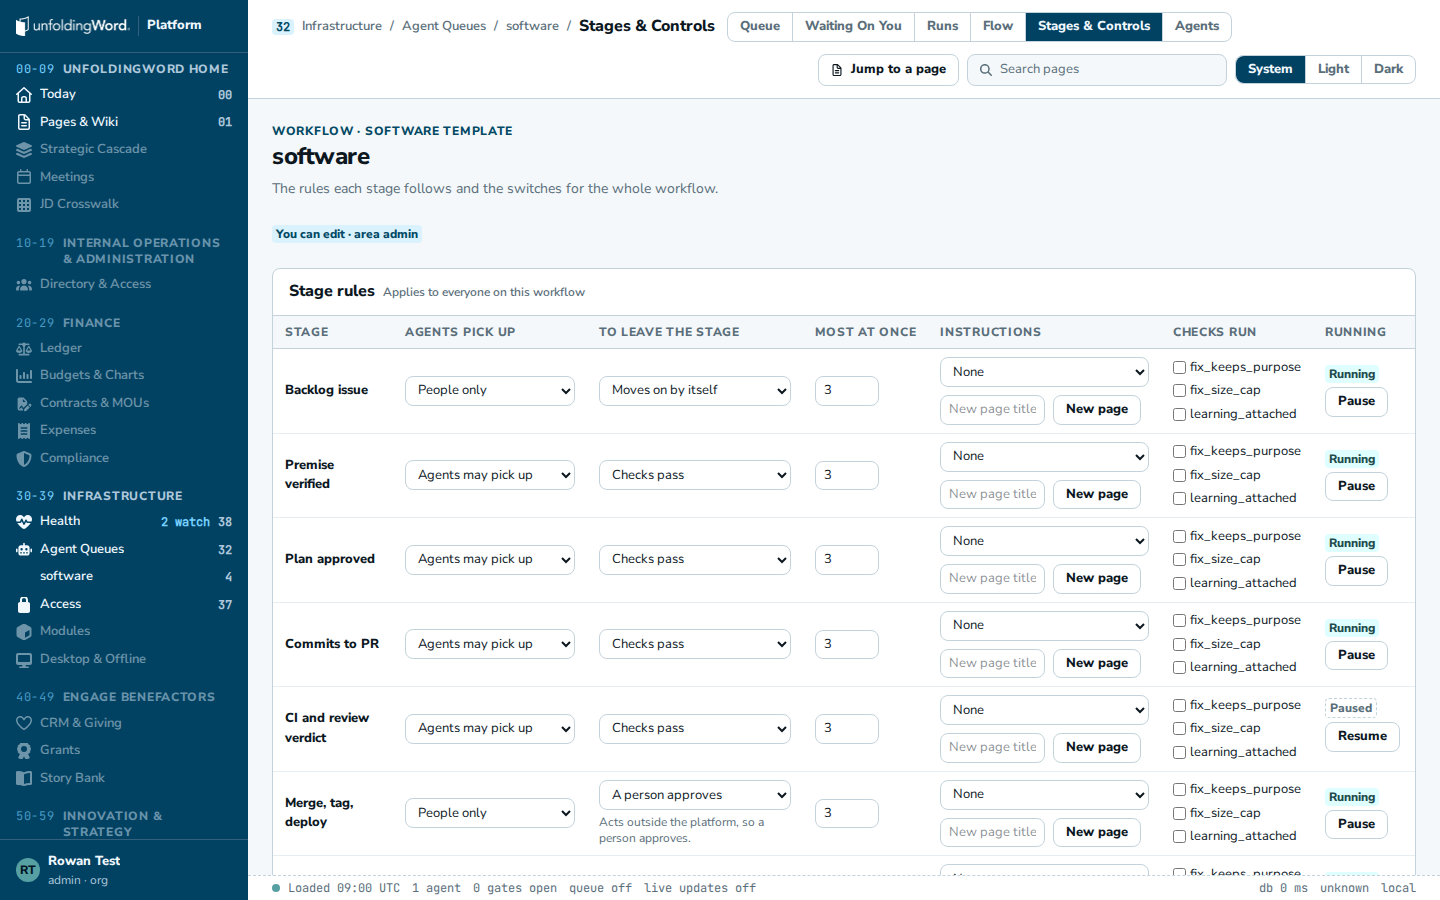 unfoldingWord. Platform
00-09 UNFOLDINGWORD HOME
Today 00
Pages & Wiki 01
Strategic Cascade
Meetings
JD Crosswalk
10-19 INTERNAL OPERATIONS
& ADMINISTRATION
Directory & Access
20-29 FINANCE
Ledger
Budgets & Charts
Contracts & MOUs
Expenses
Compliance
30-39 INFRASTRUCTURE
Health 2 watch 38
Agent Queues 32
software 4
Access 37
Modules
Desktop & Offline
40-49 ENGAGE BENEFACTORS
CRM & Giving
Grants
Story Bank
50-59 INNOVATION &
STRATEGY
RT Rowan Test
admin · org
32 Infrastructure / Agent Queues / software / Stages & Controls
Queue Waiting On You Runs Flow Stages & Controls Agents
Jump to a page Search pages System Light Dark
WORKFLOW · SOFTWARE TEMPLATE
software
The rules each stage follows and the switches for the whole workflow.
You can edit · area admin
Stage rules Applies to everyone on this workflow
STAGE AGENTS PICK UP TO LEAVE THE STAGE MOST AT ONCE INSTRUCTIONS CHECKS RUN RUNNING
Backlog issue People only Moves on by itself 3 None
New page title New page
fix_keeps_purpose
fix_size_cap
learning_attached
Running
Pause
Premise
verified
Agents may pick up Checks pass 3 None
New page title New page
fix_keeps_purpose
fix_size_cap
learning_attached
Running
Pause
Plan approved Agents may pick up Checks pass 3 None
New page title New page
fix_keeps_purpose
fix_size_cap
learning_attached
Running
Pause
Commits to PR Agents may pick up Checks pass 3 None
New page title New page
fix_keeps_purpose
fix_size_cap
learning_attached
Running
Pause
CI and review
verdict
Agents may pick up Checks pass 3 None
New page title New page
fix_keeps_purpose
fix_size_cap
learning_attached
Paused
Resume
Merge, tag,
deploy
People only A person approves
Acts outside the platform, so a
person approves.
3 None
New page title New page
fix_keeps_purpose
fix_size_cap
learning_attached
Running
Pause
fix_keeps_purpose
Loaded 09:00 UTC 1 agent 0 gates open queue off live updates off db 0 ms unknown local